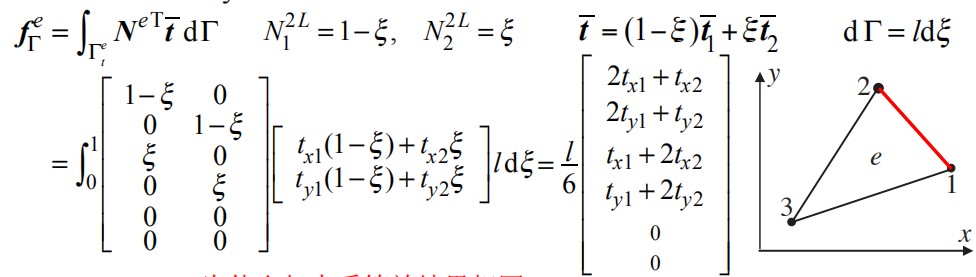 f_Γ^e = ∫_{Γ_t^e} N^{eT} t̄ dΓ  N_1^{2L} = 1−ξ,  N_2^{2L} = ξ  t̄ = (1−ξ)t̄_1 + ξt̄_2  dΓ = ldξ
= ∫_0^1 [1−ξ 0; 0 1−ξ; ξ 0; 0 ξ; 0 0; 0 0] [t_{x1}(1−ξ)+t_{x2}ξ; t_{y1}(1−ξ)+t_{y2}ξ] ldξ = l/6 [2t_{x1}+t_{x2}; 2t_{y1}+t_{y2}; t_{x1}+2t_{x2}; t_{y1}+2t_{y2}; 0; 0]
y
2
e
1
3
x